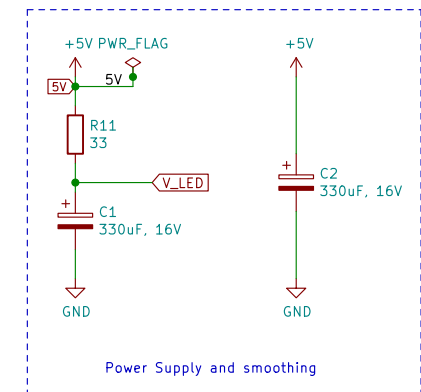 +5V PWR_FLAG
+5V
5V
5V
R11
33
V_LED
+
C1
330uF, 16V
+
C2
330uF, 16V
GND
GND
Power Supply and smoothing